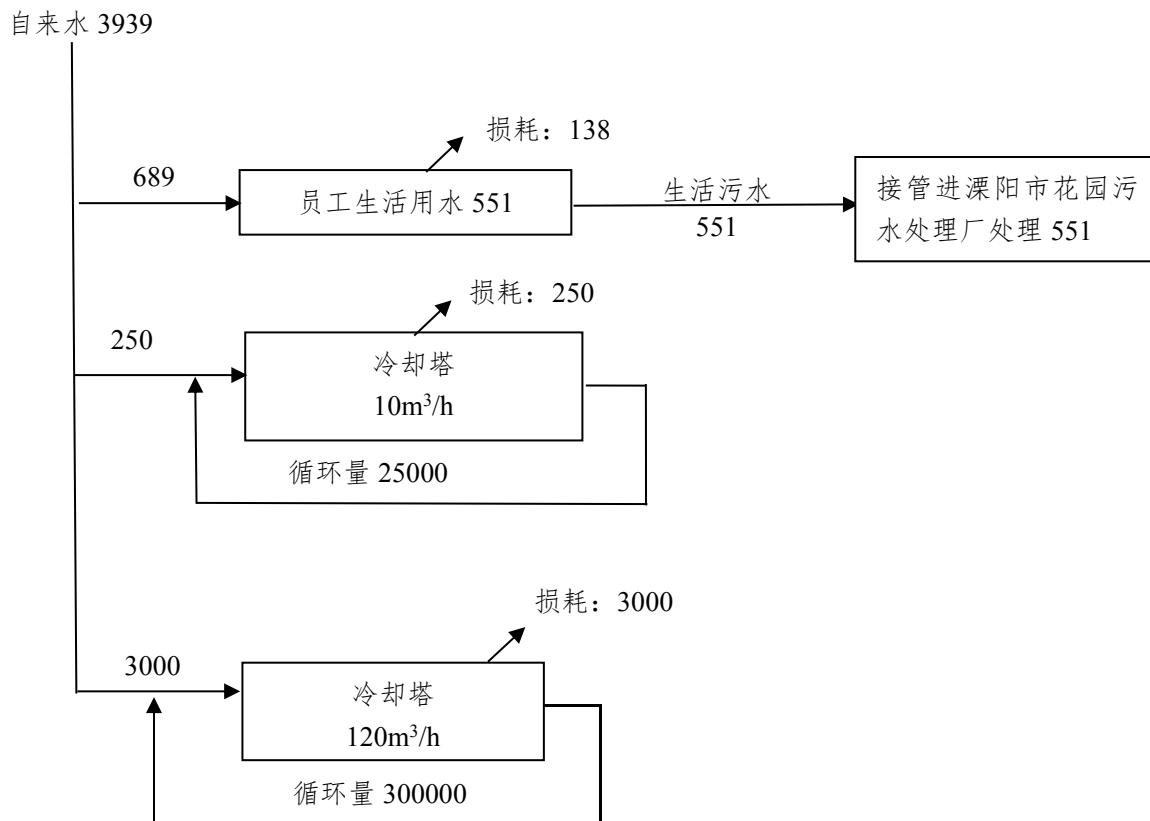 自来水 3939
损耗：138
689
员工生活用水 551
生活污水
551
接管进溧阳市花园污
水处理厂处理 551
损耗：250
250
冷却塔
10m³/h
循环量 25000
损耗：3000
3000
冷却塔
120m³/h
循环量 300000